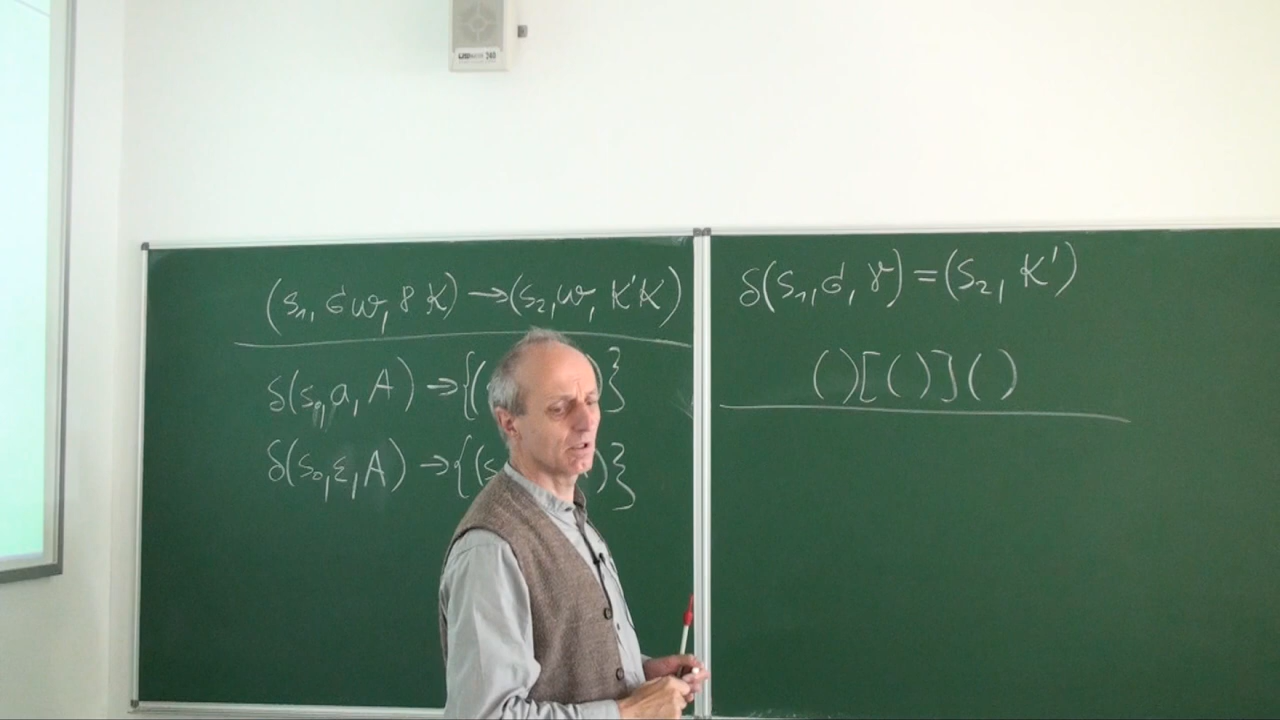 (s₁, σw, γK) → (s₂, w, K'K)
δ(s₀, a, A) → {( )}
δ(s₀, ε, A) → {(s )}
δ(s₁, σ, γ) = (s₂, K')
()[()]()